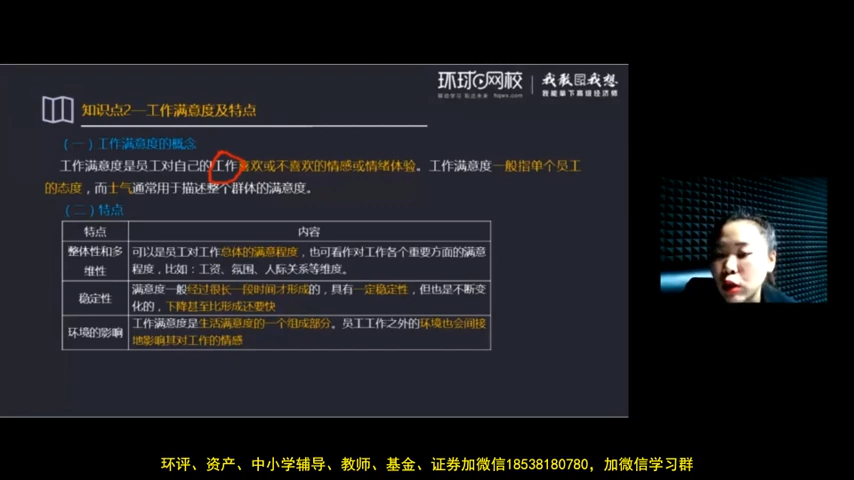 环球网校
我敢我想
我能拿下高级经济师
hqwx.com
知识点2—工作满意度及特点
（一）工作满意度的概念
工作满意度是员工对自己的工作喜欢或不喜欢的情感或情绪体验。工作满意度一般指单个员工
的态度，而士气通常用于描述整个群体的满意度。
（二）特点
特点 内容
整体性和多维性 可以是员工对工作总体的满意程度，也可看作对工作各个重要方面的满意
程度，比如：工资、氛围、人际关系等维度。
稳定性 满意度一般经过很长一段时间才形成的，具有一定稳定性，但也是不断变
化的，下降甚至比形成还要快
环境的影响 工作满意度是生活满意度的一个组成部分。员工工作之外的环境也会间接
地影响其对工作的情感
环评、资产、中小学辅导、教师、基金、证券加微信18538180780，加微信学习群